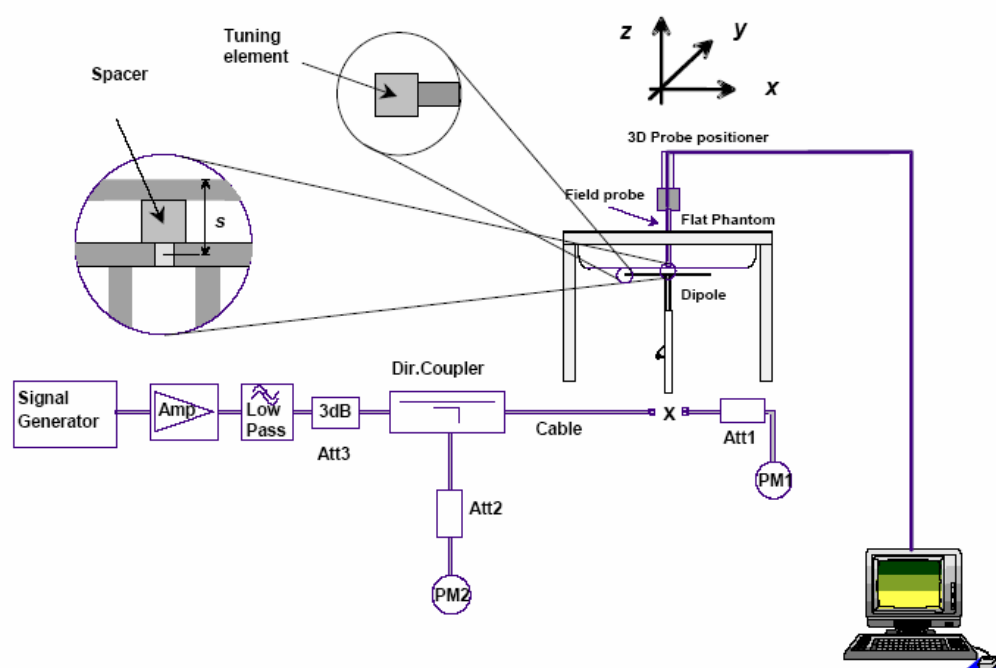 Tuning
element
Spacer
z
y
x
3D Probe positioner
Field probe
Flat Phantom
s
Dipole
Dir.Coupler
Signal
Generator
Amp
Low
Pass
3dB
Att3
Cable
X
Att1
PM1
Att2
PM2